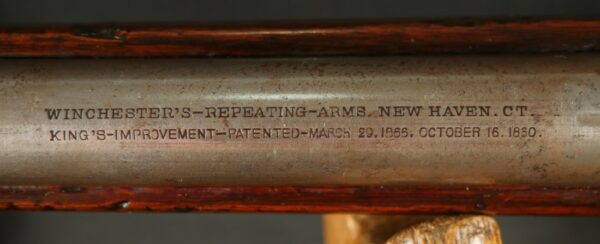 WINCHESTER'S-REPEATING-ARMS. NEW HAVEN. CT.
KING'S-IMPROVEMENT-PATENTED-MARCH 29. 1866. OCTOBER 16. 1860.